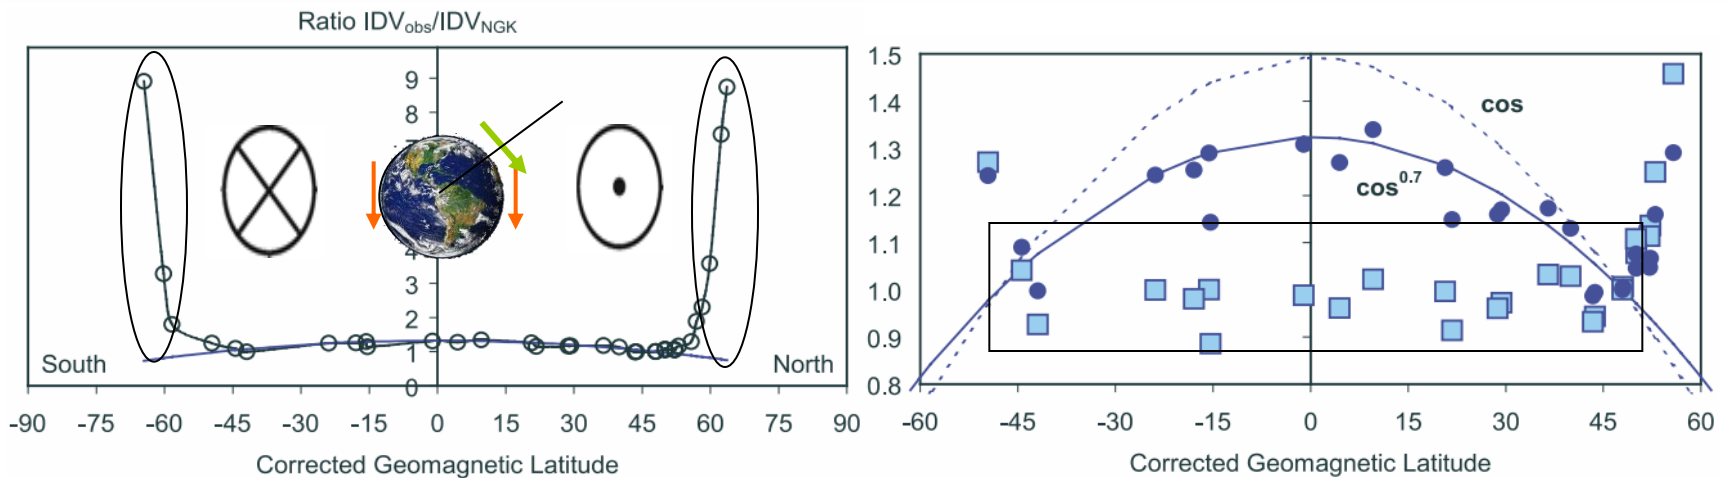 Ratio IDVobs/IDVNGK
9
8
7
4
3
2
1
0
South
North
-90 -75 -60 -45 -30 -15 0 15 30 45 60 75 90
Corrected Geomagnetic Latitude
1.5
1.4
1.3
1.2
1.1
1.0
0.9
0.8
cos
cos0.7
-60 -45 -30 -15 0 15 30 45 60
Corrected Geomagnetic Latitude